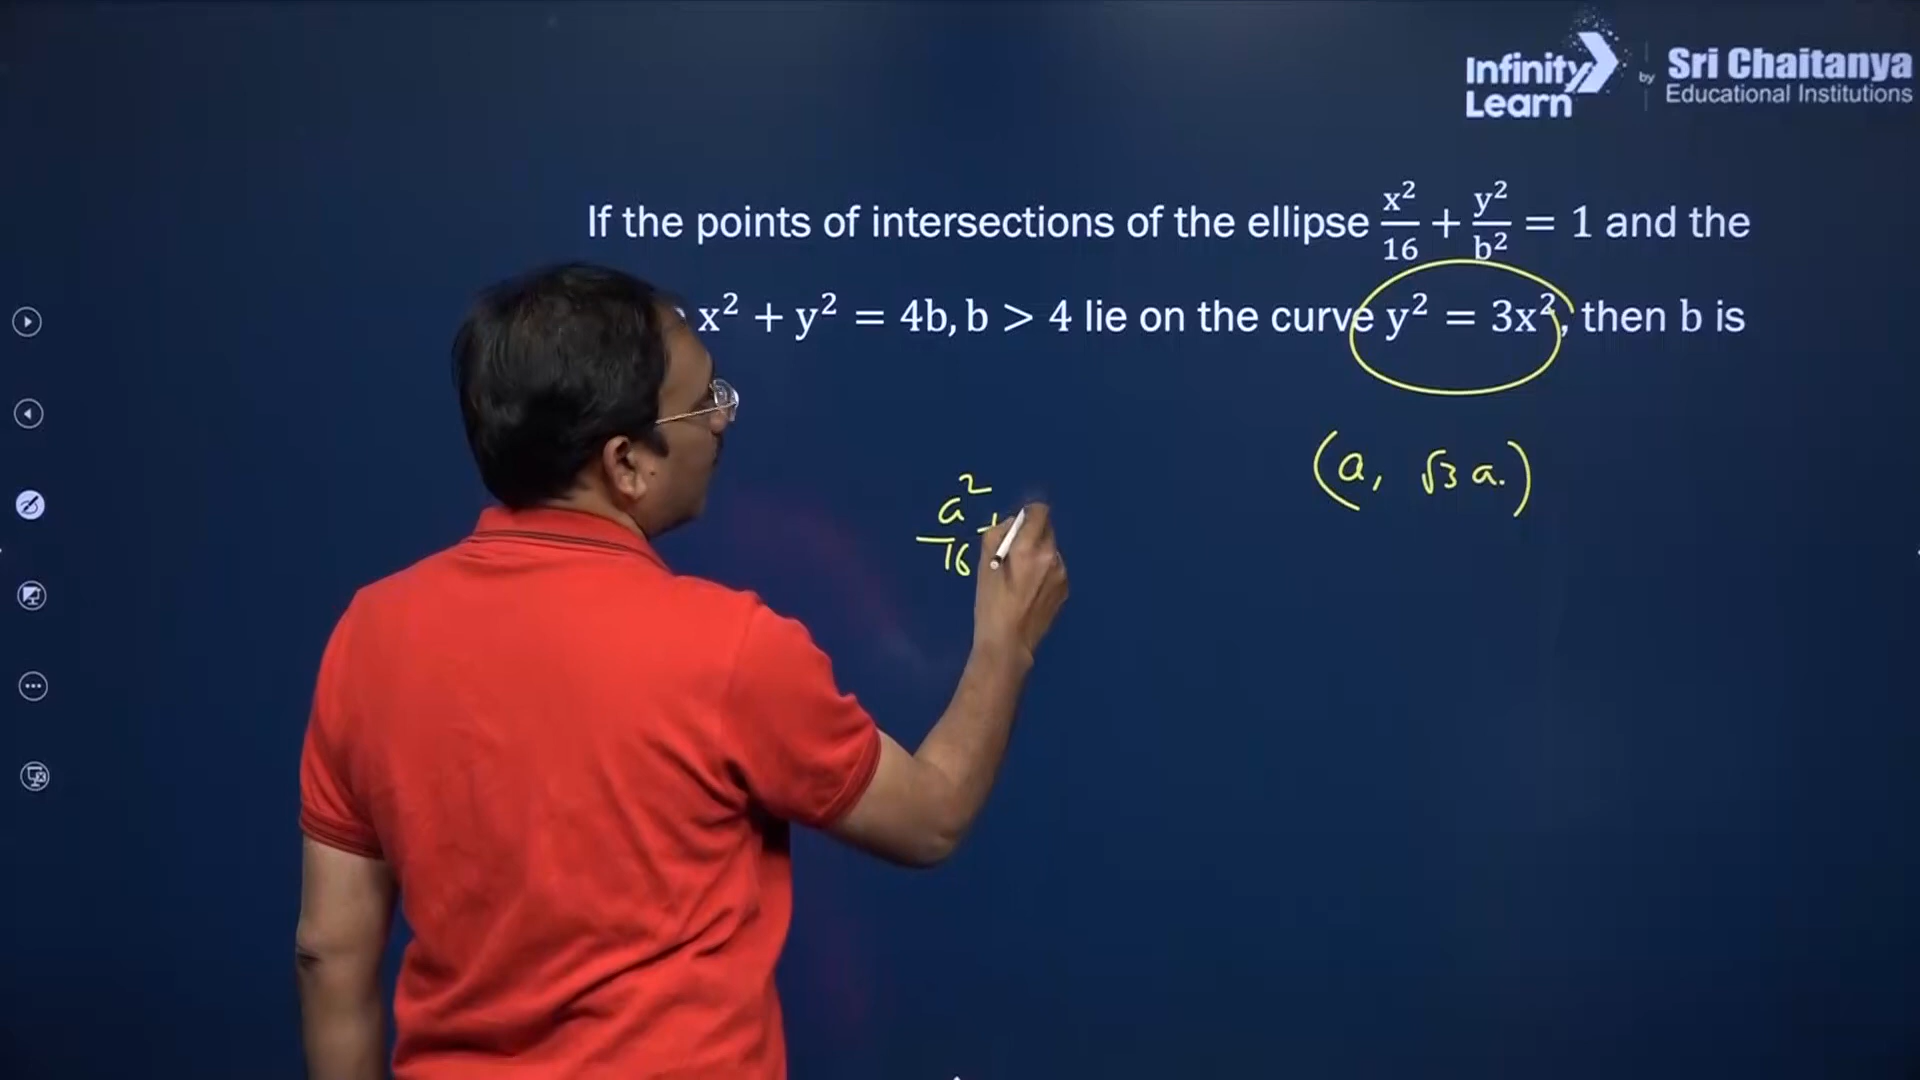 Infinity Learn by Sri Chaitanya Educational Institutions
If the points of intersections of the ellipse x²/16 + y²/b² = 1 and the
x² + y² = 4b, b > 4 lie on the curve y² = 3x², then b is
(a, √3 a.)
a²/16 +